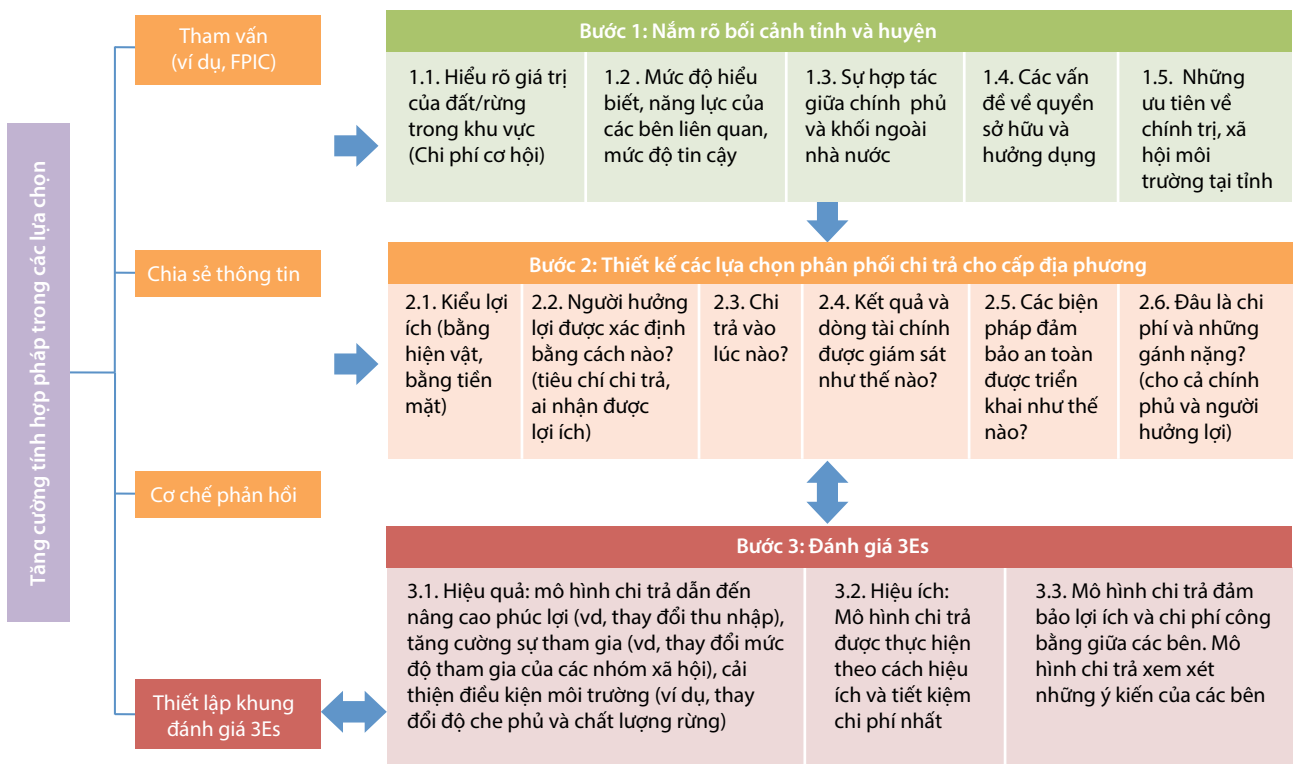 Tăng cường tính hợp pháp trong các lựa chọn
Tham vấn
(ví dụ, FPIC)
Chia sẻ thông tin
Cơ chế phản hồi
Thiết lập khung
đánh giá 3Es
Bước 1: Nắm rõ bối cảnh tỉnh và huyện
1.1. Hiểu rõ giá trị
của đất/rừng
trong khu vực
(Chi phí cơ hội)
1.2 . Mức độ hiểu
biết, năng lực của
các bên liên quan,
mức độ tin cậy
1.3. Sự hợp tác
giữa chính phủ
và khối ngoài
nhà nước
1.4. Các vấn
đề về quyền
sở hữu và
hưởng dụng
1.5. Những
ưu tiên về
chính trị, xã
hội môi
trường tại tỉnh
Bước 2: Thiết kế các lựa chọn phân phối chi trả cho cấp địa phương
2.1. Kiểu lợi
ích (bằng
hiện vật,
bằng tiền
mặt)
2.2. Người hưởng
lợi được xác định
bằng cách nào?
(tiêu chí chi trả,
ai nhận được
lợi ích)
2.3. Chi
trả vào
lúc nào?
2.4. Kết quả và
dòng tài chính
được giám sát
như thế nào?
2.5. Các biện
pháp đảm
bảo an toàn
được triển
khai như thế
nào?
2.6. Đâu là chi
phí và những
gánh nặng?
(cho cả chính
phủ và người
hưởng lợi)
Bước 3: Đánh giá 3Es
3.1. Hiệu quả: mô hình chi trả dẫn đến
nâng cao phúc lợi (vd, thay đổi thu nhập),
tăng cường sự tham gia (vd, thay đổi mức
độ tham gia của các nhóm xã hội), cải
thiện điều kiện môi trường (ví dụ, thay
đổi độ che phủ và chất lượng rừng)
3.2. Hiệu ích:
Mô hình chi trả
được thực hiện
theo cách hiệu
ích và tiết kiệm
chi phí nhất
3.3. Mô hình chi trả đảm
bảo lợi ích và chi phí công
bằng giữa các bên. Mô
hình chi trả xem xét
những ý kiến của các bên